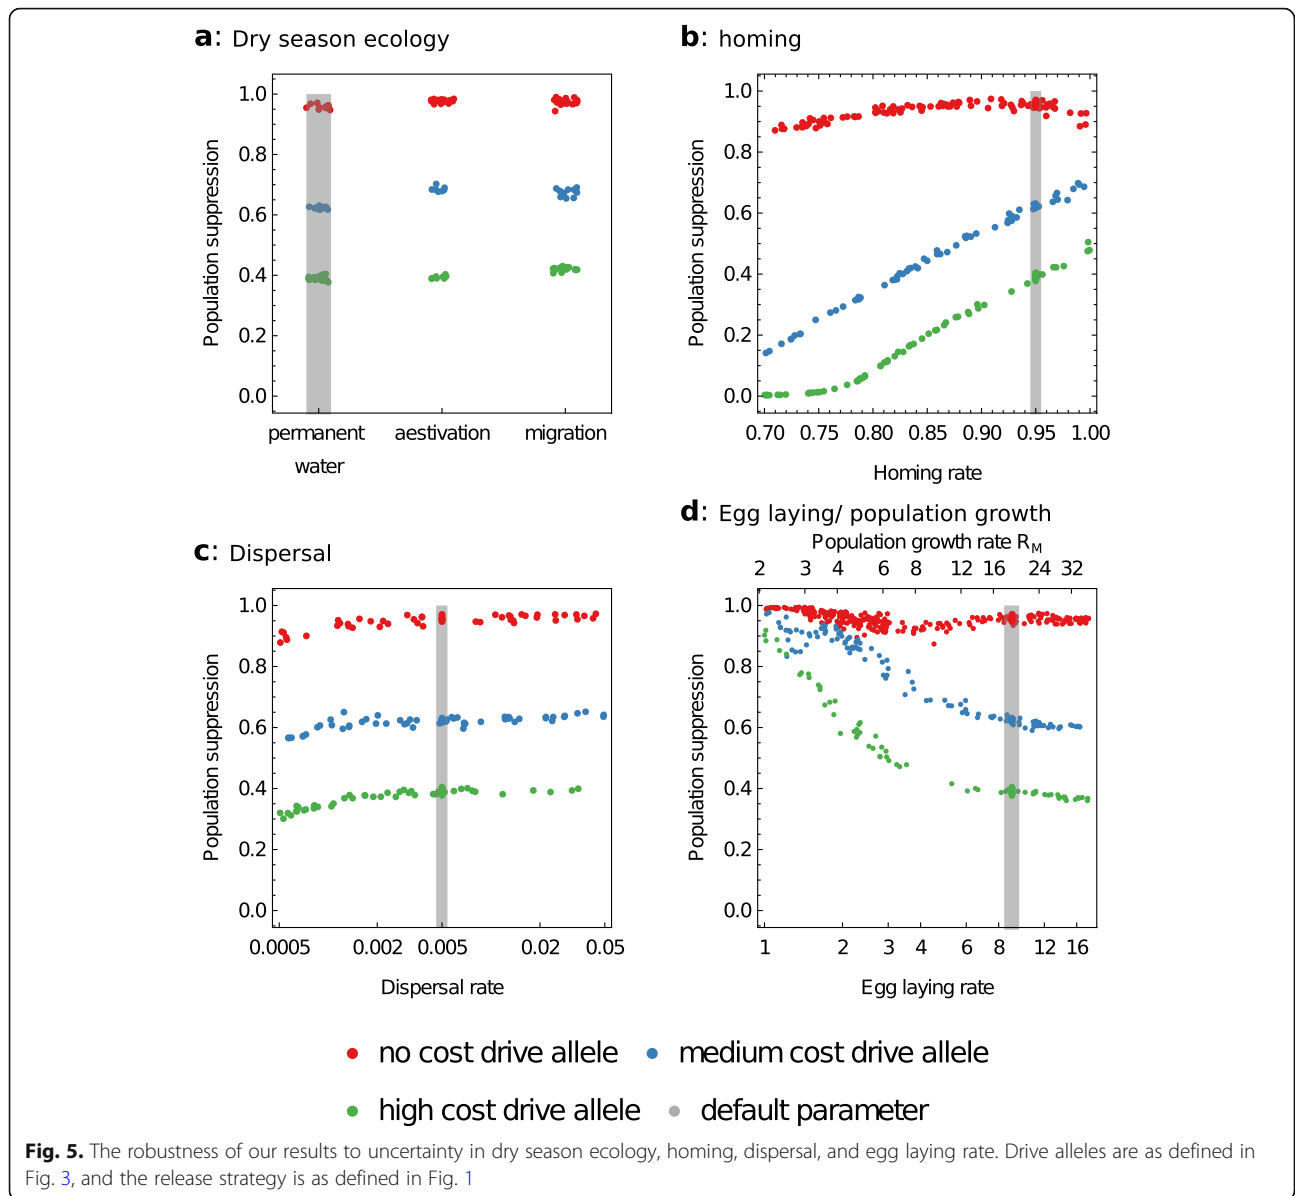 a: Dry season ecology
Population suppression
1.0
0.8
0.6
0.4
0.2
0.0
permanent
water
aestivation
migration
b: homing
Population suppression
1.0
0.8
0.6
0.4
0.2
0.0
0.70 0.75 0.80 0.85 0.90 0.95 1.00
Homing rate
c: Dispersal
Population suppression
1.0
0.8
0.6
0.4
0.2
0.0
0.0005 0.002 0.005 0.02 0.05
Dispersal rate
d: Egg laying/ population growth
Population growth rate R_M
2 3 4 6 8 12 16 24 32
Population suppression
1.0
0.8
0.6
0.4
0.2
0.0
1 2 3 4 6 8 12 16
Egg laying rate
no cost drive allele medium cost drive allele
high cost drive allele default parameter
Fig. 5. The robustness of our results to uncertainty in dry season ecology, homing, dispersal, and egg laying rate. Drive alleles are as defined in
Fig. 3, and the release strategy is as defined in Fig. 1